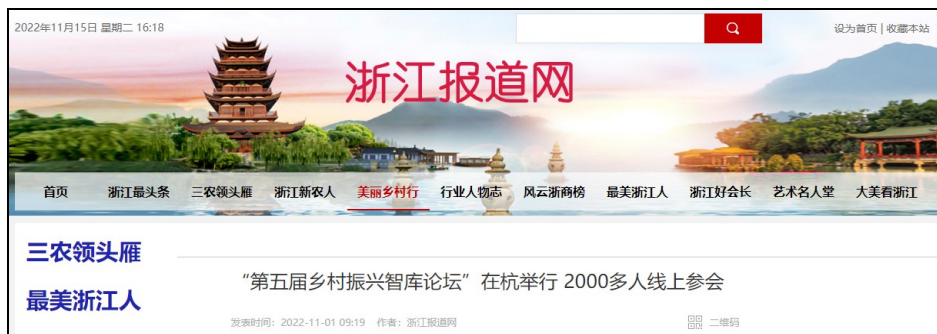 2022年11月15日 星期二 16:18
设为首页 | 收藏本站
浙江报道网
首页 浙江最头条 三农领头雁 浙江新农人 美丽乡村行 行业人物志 风云浙商榜 最美浙江人 浙江好会长 艺术名人堂 大美看浙江
三农领头雁
最美浙江人
“第五届乡村振兴智库论坛”在杭举行 2000多人线上参会
发表时间：2022-11-01 09:19 作者：浙江报道网
二维码